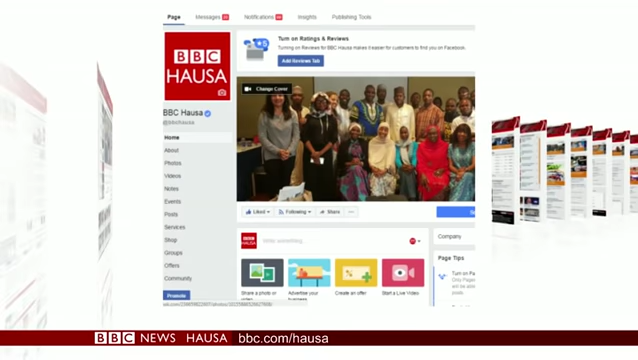 Page Messages Notifications Insights Publishing Tools
Turn on Ratings & Reviews
Turning on Reviews for BBC Hausa makes it easier for customers to find you on Facebook.
Add Reviews Tab
BBC
HAUSA
Change Cover
BBC Hausa
@bbchausa
Home
About
Photos
Videos
Notes
Events
Posts
Services
Shop
Groups
Offers
Community
Promote
Liked Following Share
Write something...
Company
Share a photo or video
Advertise your business
Create an offer
Start a Live Video
Page Tips
BBC NEWS HAUSA bbc.com/hausa